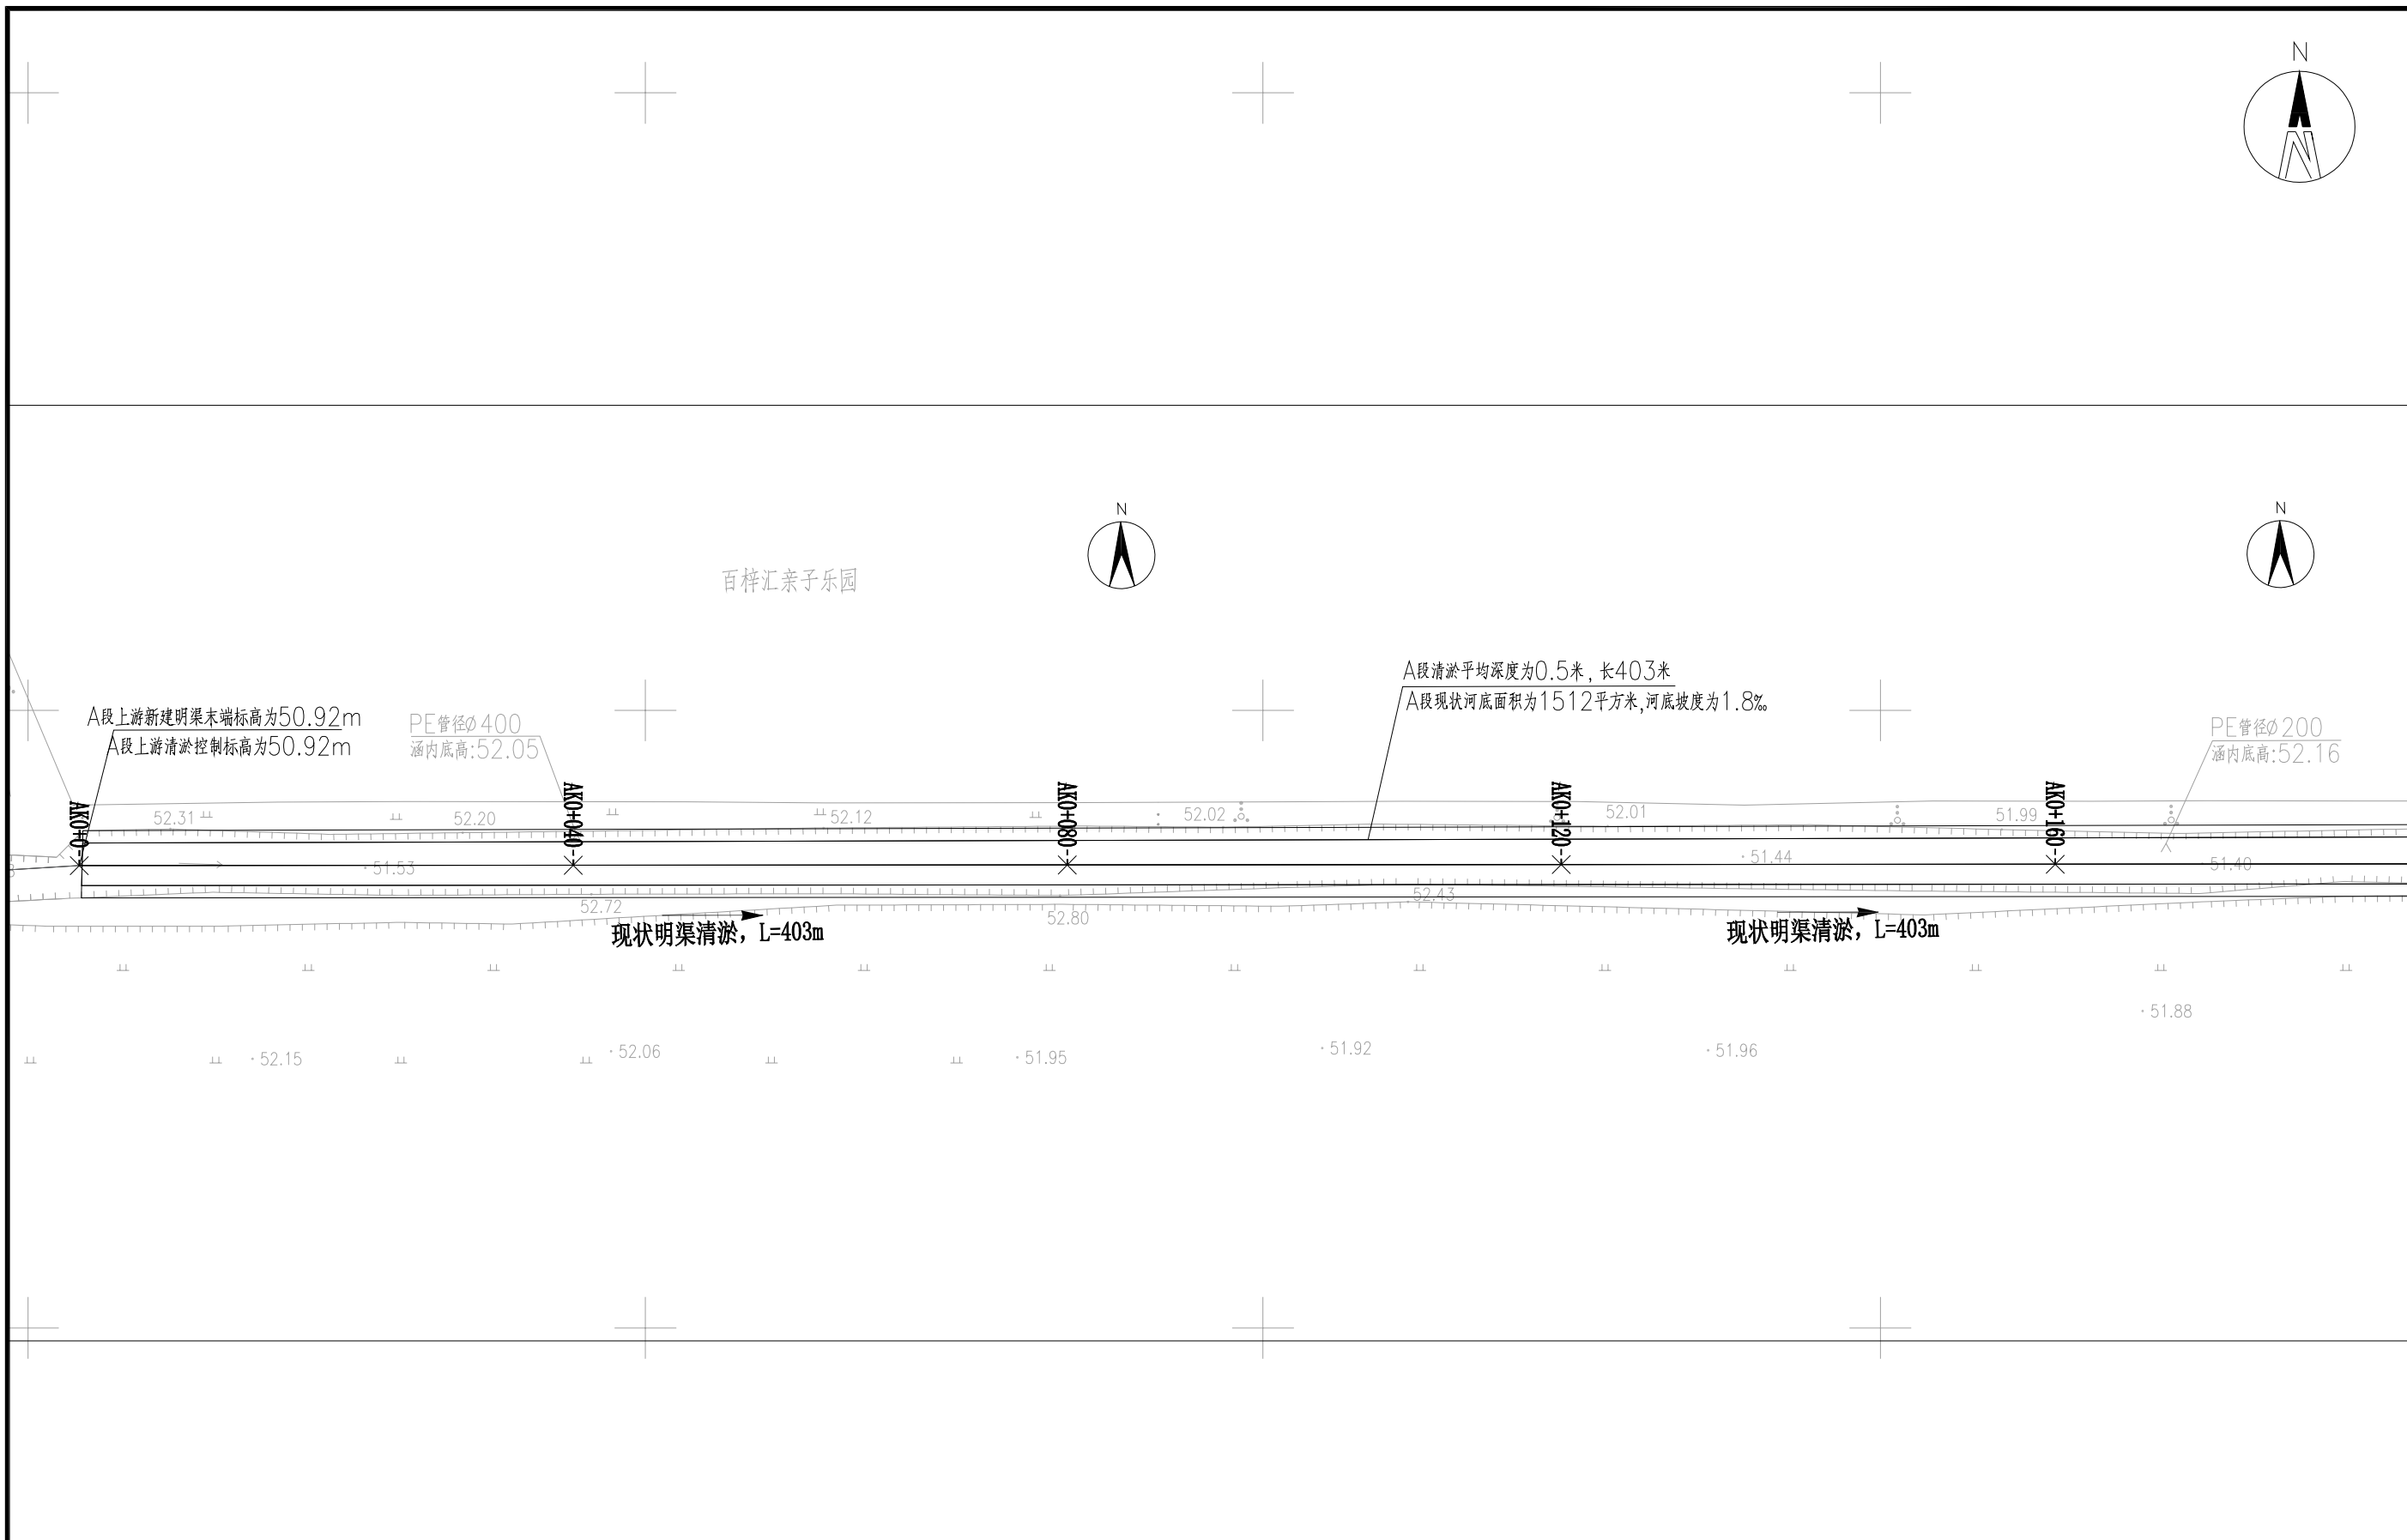 N
N
N
百梓汇亲子乐园
A段清淤平均深度为0.5米, 长403米
A段现状河底面积为1512平方米,河底坡度为1.8‰
A段上游新建明渠末端标高为50.92m
A段上游清淤控制标高为50.92m
PE管径Ø400
涵内底高:52.05
PE管径Ø200
涵内底高:52.16
AK0+0
AK0+040
AK0+080
AK0+120
AK0+160
52.31
52.20
52.12
52.02
52.01
51.99
51.53
51.44
51.40
52.72
52.80
52.43
现状明渠清淤, L=403m
现状明渠清淤, L=403m
51.88
52.15
52.06
51.95
51.92
51.96